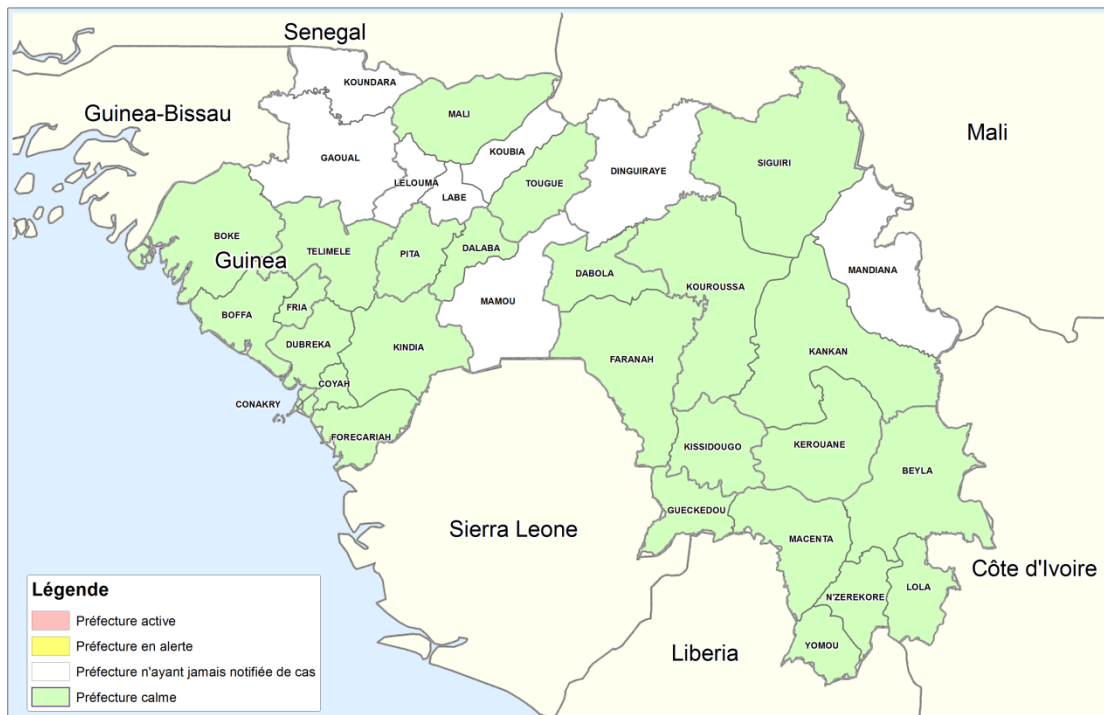 Senegal
KOUNDARA
Guinea-Bissau
MALI
Mali
GAOUAL
KOUBIA
SIGUIRI
LELOUMA
DINGUIRAYE
TOUGUE
LABE
BOKE
TELIMELE
PITA
DALABA
Guinea
MANDIANA
DABOLA
KOUROUSSA
MAMOU
FRIA
BOFFA
DUBREKA
KINDIA
KANKAN
FARANAH
COYAH
CONAKRY
FORECARIAH
KISSIDOUGO
KEROUANE
BEYLA
GUECKEDOU
Sierra Leone
MACENTA
Côte d'Ivoire
LOLA
N'ZEREKORE
YOMOU
Liberia
Légende
Préfecture active
Préfecture en alerte
Préfecture n'ayant jamais notifiée de cas
Préfecture calme